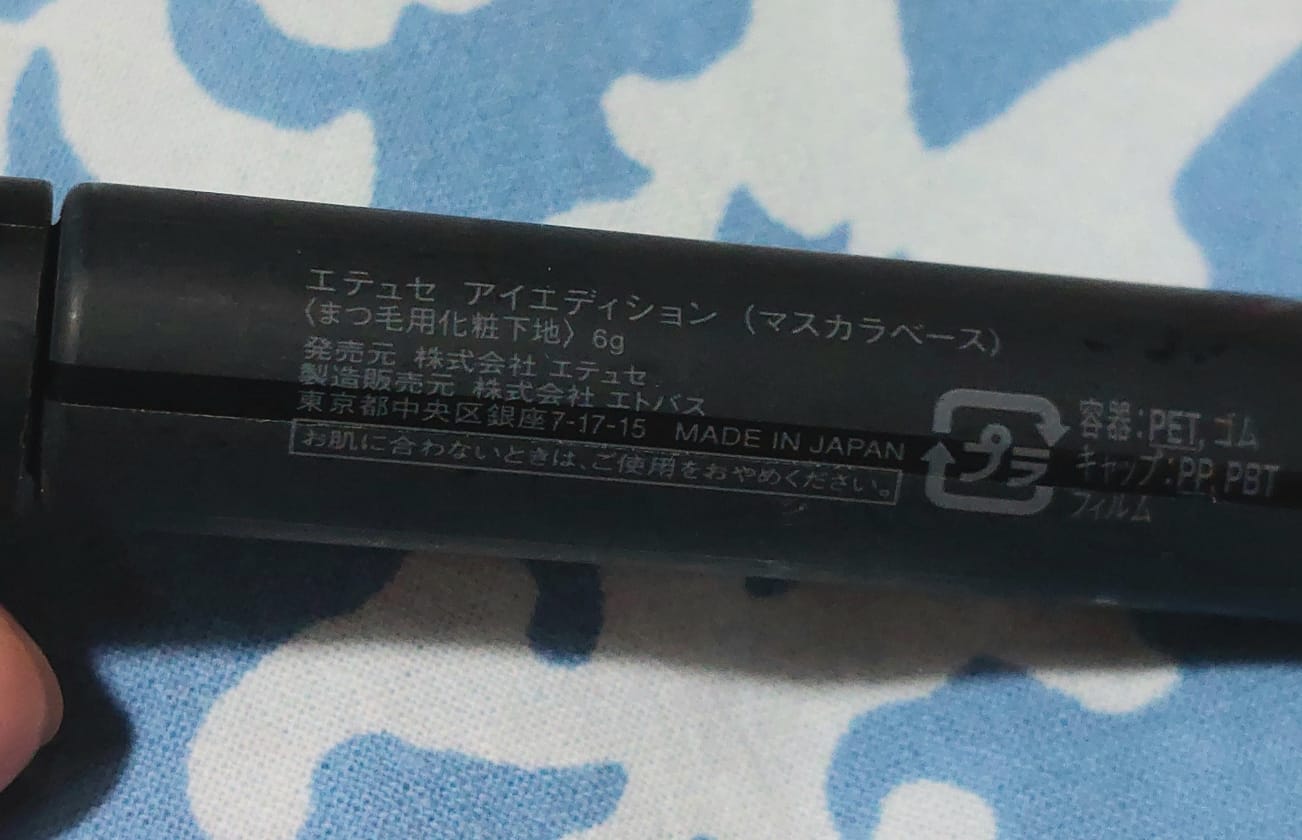 エテュセ アイエディション（マスカラベース）
〈まつ毛用化粧下地〉6g
発売元 株式会社 エテュセ
製造販売元 株式会社 エトバス
東京都中央区銀座7-17-15 MADE IN JAPAN
お肌に合わないときは、ご使用をおやめください。
プラ
容器：PET, ゴム
キャップ：PP, PBT
フィルム